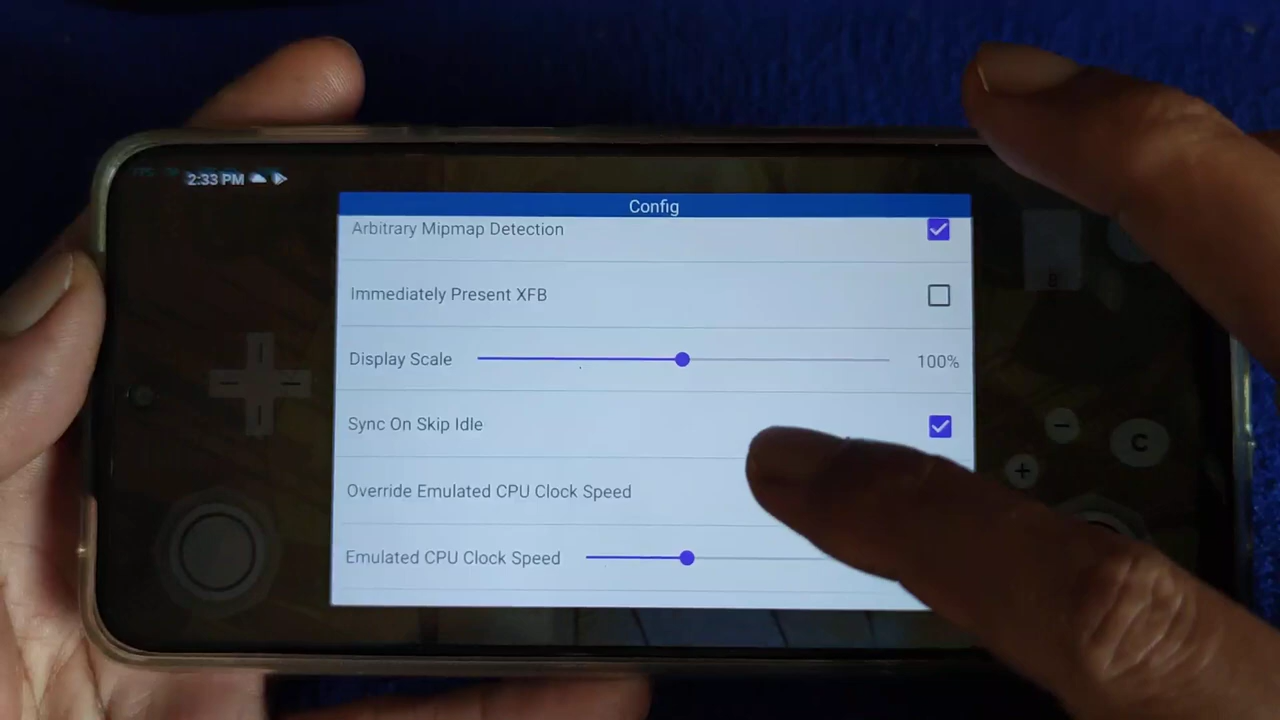 2:33 PM
Config
Arbitrary Mipmap Detection
Immediately Present XFB
Display Scale 100%
Sync On Skip Idle
Override Emulated CPU Clock Speed
Emulated CPU Clock Speed
B
C